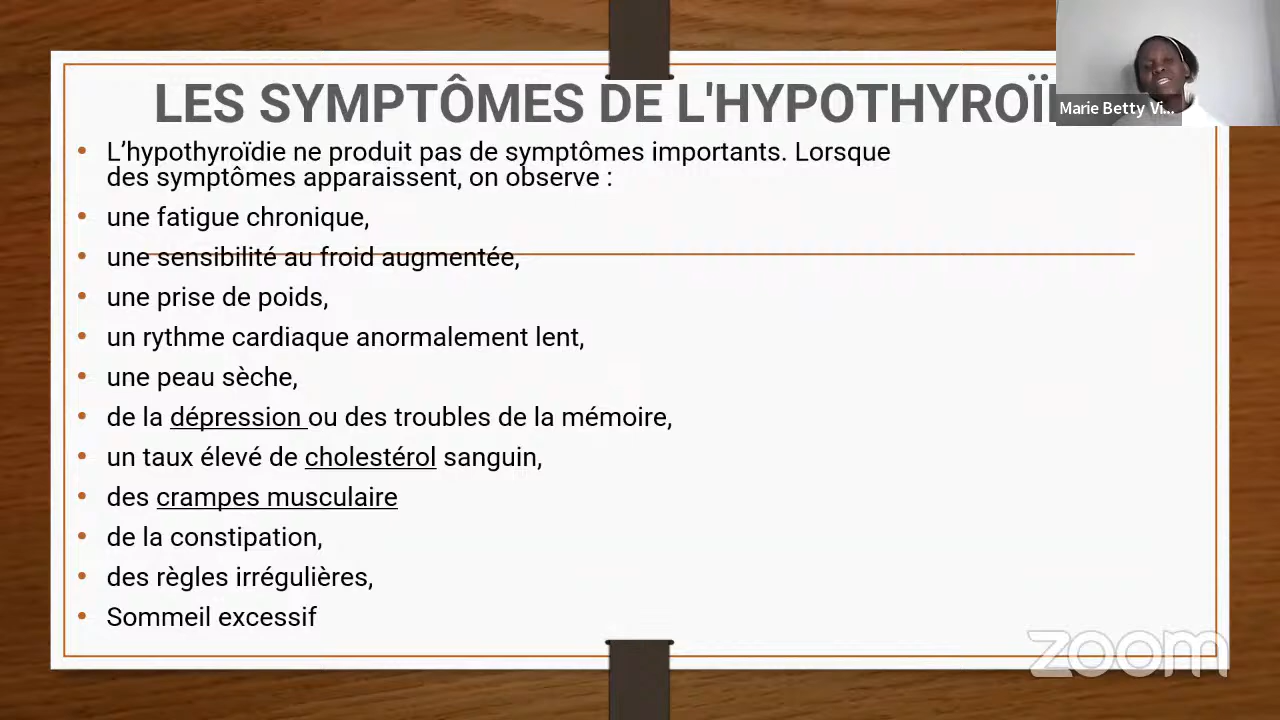 LES SYMPTÔMES DE L'HYPOTHYROÏ
Marie Betty Vi...
• L’hypothyroïdie ne produit pas de symptômes importants. Lorsque
des symptômes apparaissent, on observe :
• une fatigue chronique,
• une sensibilité au froid augmentée,
• une prise de poids,
• un rythme cardiaque anormalement lent,
• une peau sèche,
• de la dépression ou des troubles de la mémoire,
• un taux élevé de cholestérol sanguin,
• des crampes musculaire
• de la constipation,
• des règles irrégulières,
• Sommeil excessif
zoom